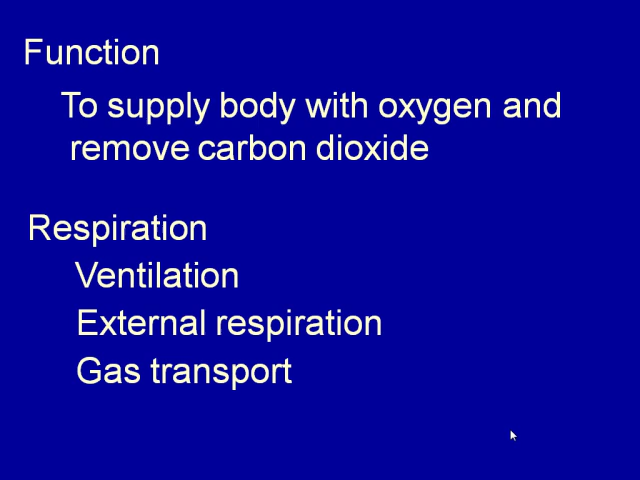 Function
To supply body with oxygen and
remove carbon dioxide
Respiration
Ventilation
External respiration
Gas transport